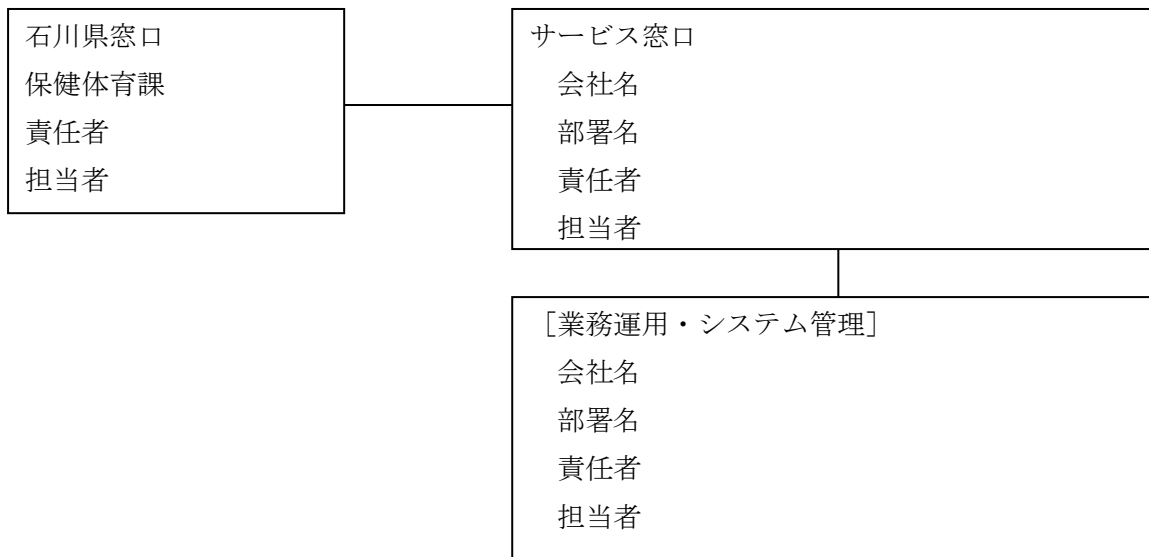 石川県窓口
保健体育課
責任者
担当者
サービス窓口
会社名
部署名
責任者
担当者
［業務運用・システム管理］
会社名
部署名
責任者
担当者